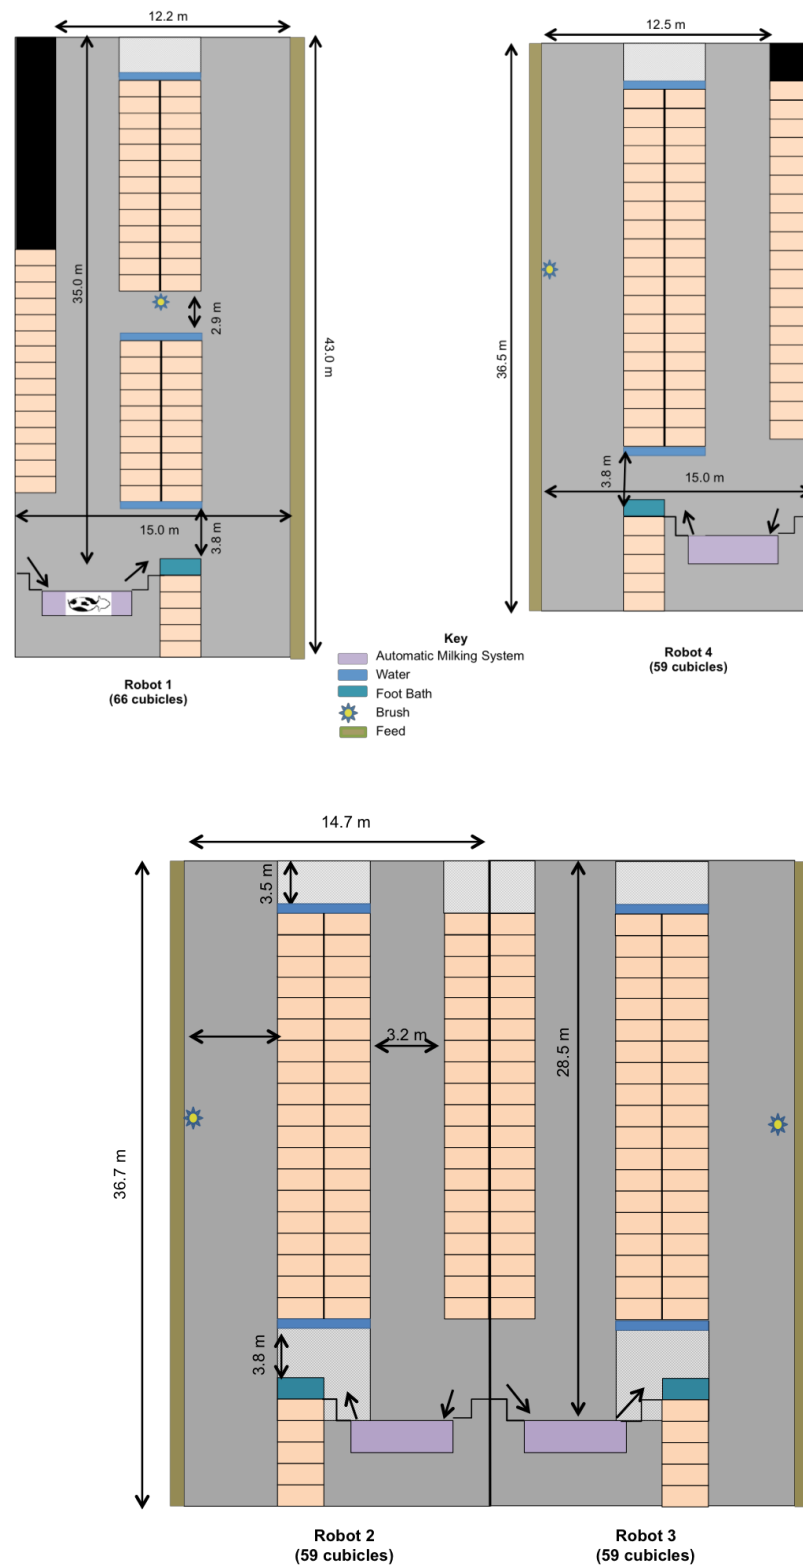 12.2 m
12.5 m
35.0 m
2.9 m
43.0 m
36.5 m
3.8 m
15.0 m
15.0 m
3.8 m
Robot 1
(66 cubicles)
Key
Automatic Milking System
Water
Foot Bath
Brush
Feed
Robot 4
(59 cubicles)
14.7 m
3.5 m
3.2 m
28.5 m
36.7 m
3.8 m
Robot 2
(59 cubicles)
Robot 3
(59 cubicles)